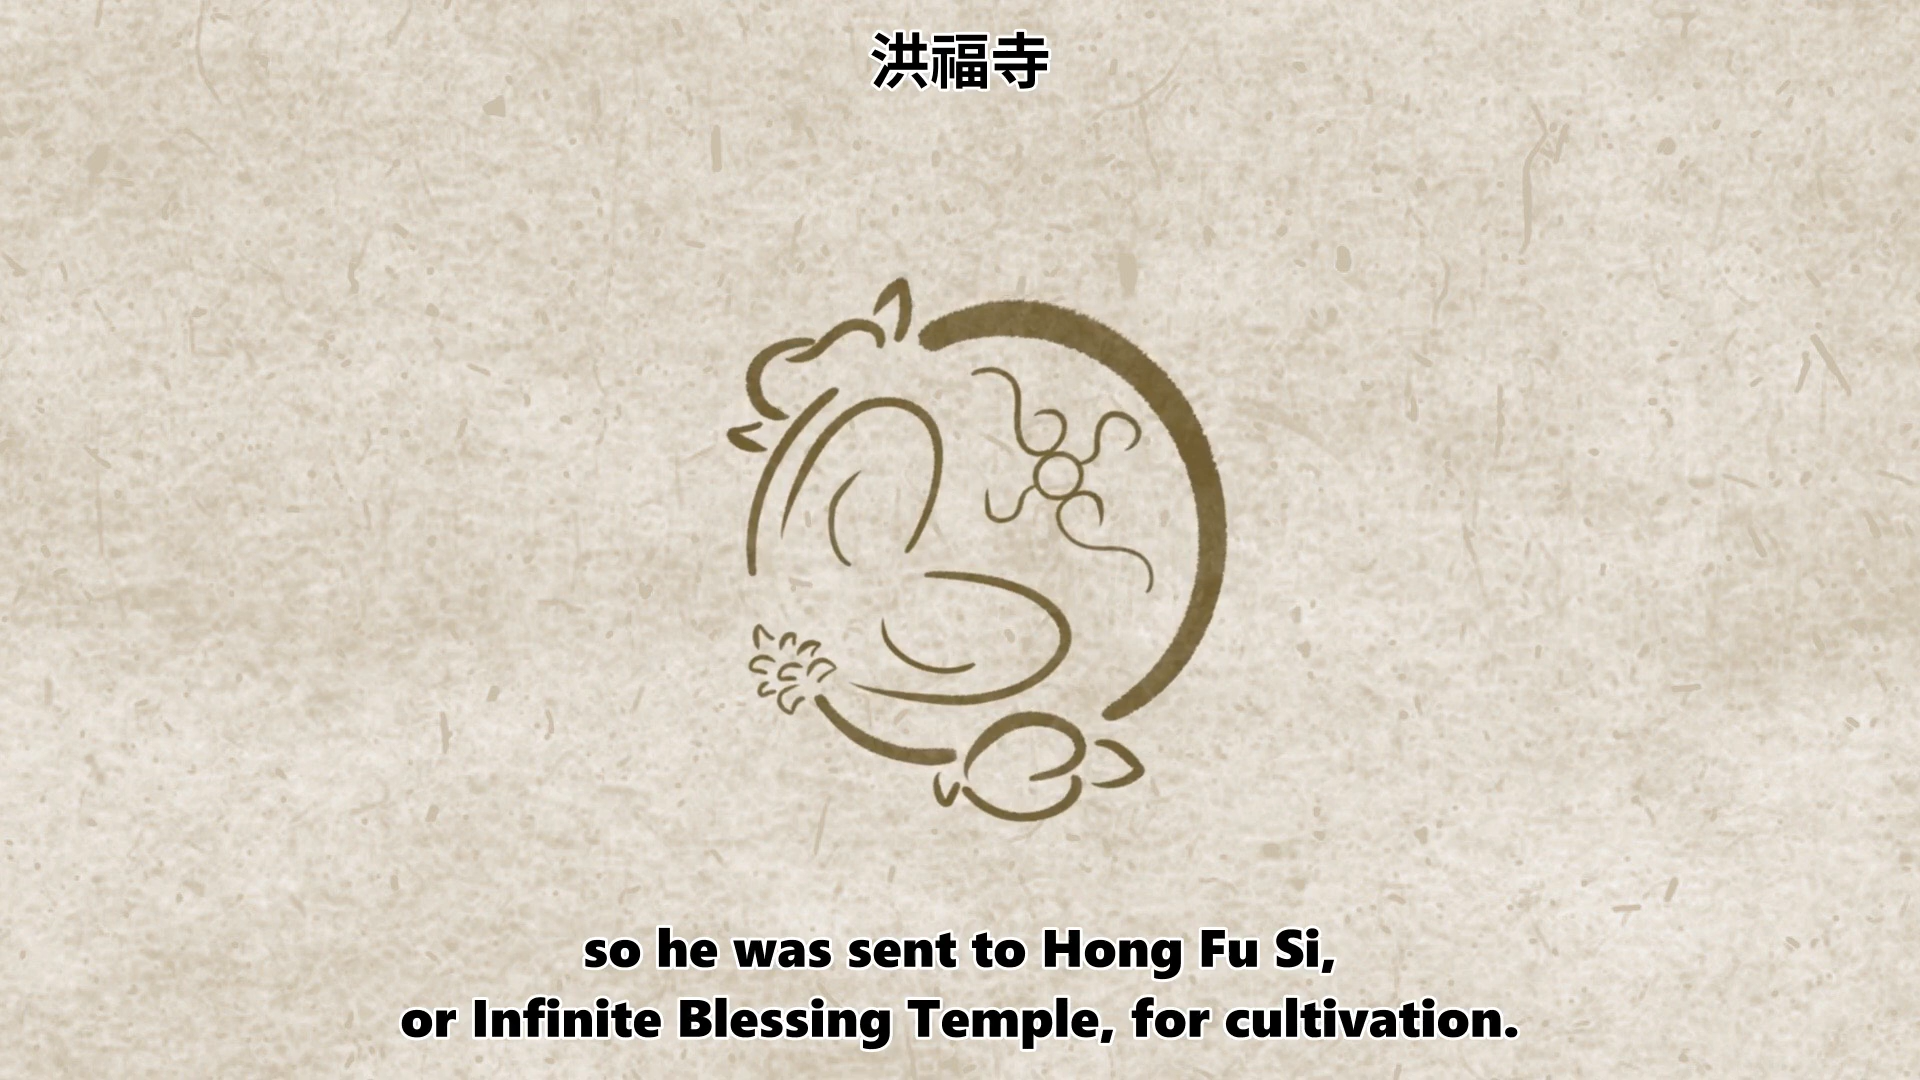 洪福寺
so he was sent to Hong Fu Si,
or Infinite Blessing Temple, for cultivation.